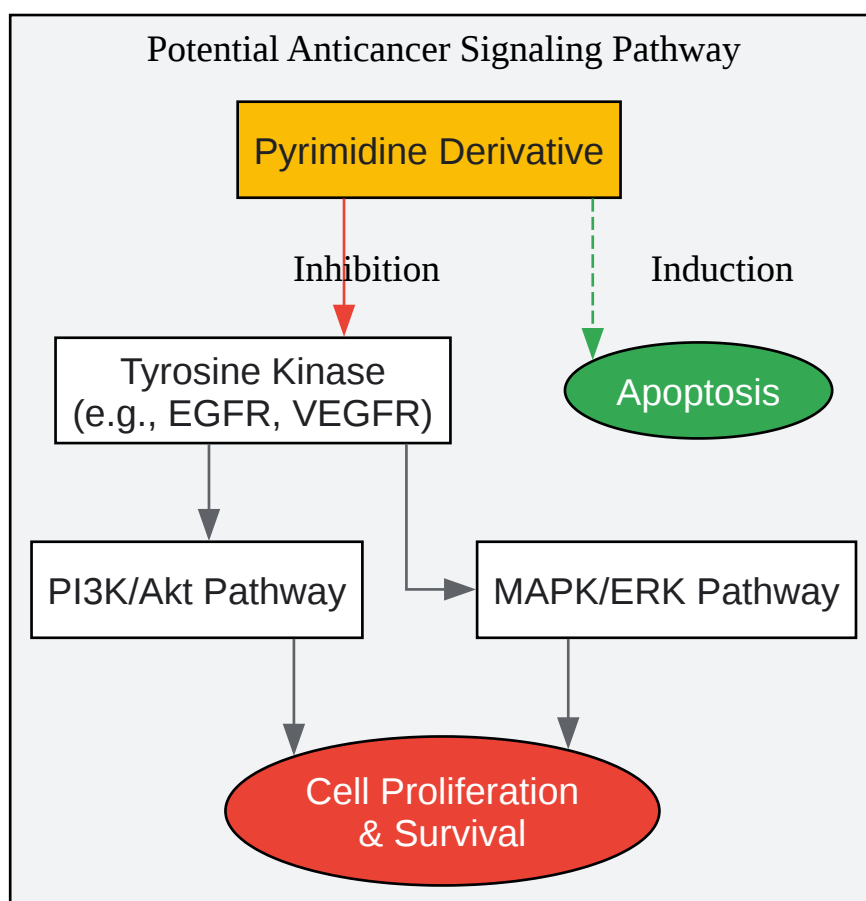 Potential Anticancer Signaling Pathway
Pyrimidine Derivative
Inhibition
Induction
Tyrosine Kinase
(e.g., EGFR, VEGFR)
Apoptosis
PI3K/Akt Pathway
MAPK/ERK Pathway
Cell Proliferation
& Survival